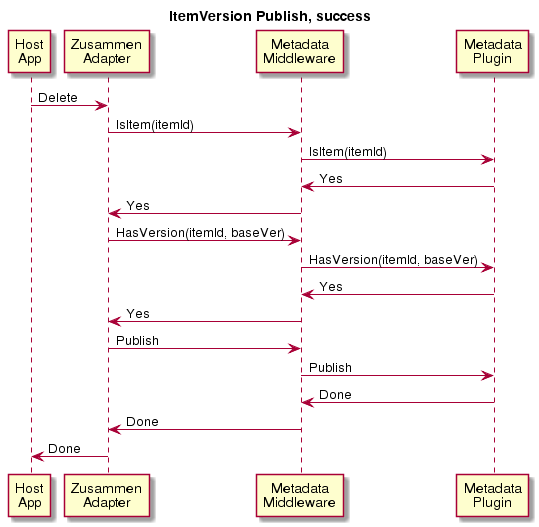 ItemVersion Publish, success
Host
App
Zusammen
Adapter
Metadata
Middleware
Metadata
Plugin
Delete
IsItem(itemId)
IsItem(itemId)
Yes
Yes
HasVersion(itemId, baseVer)
HasVersion(itemId, baseVer)
Yes
Yes
Publish
Publish
Done
Done
Done
Host
App
Zusammen
Adapter
Metadata
Middleware
Metadata
Plugin